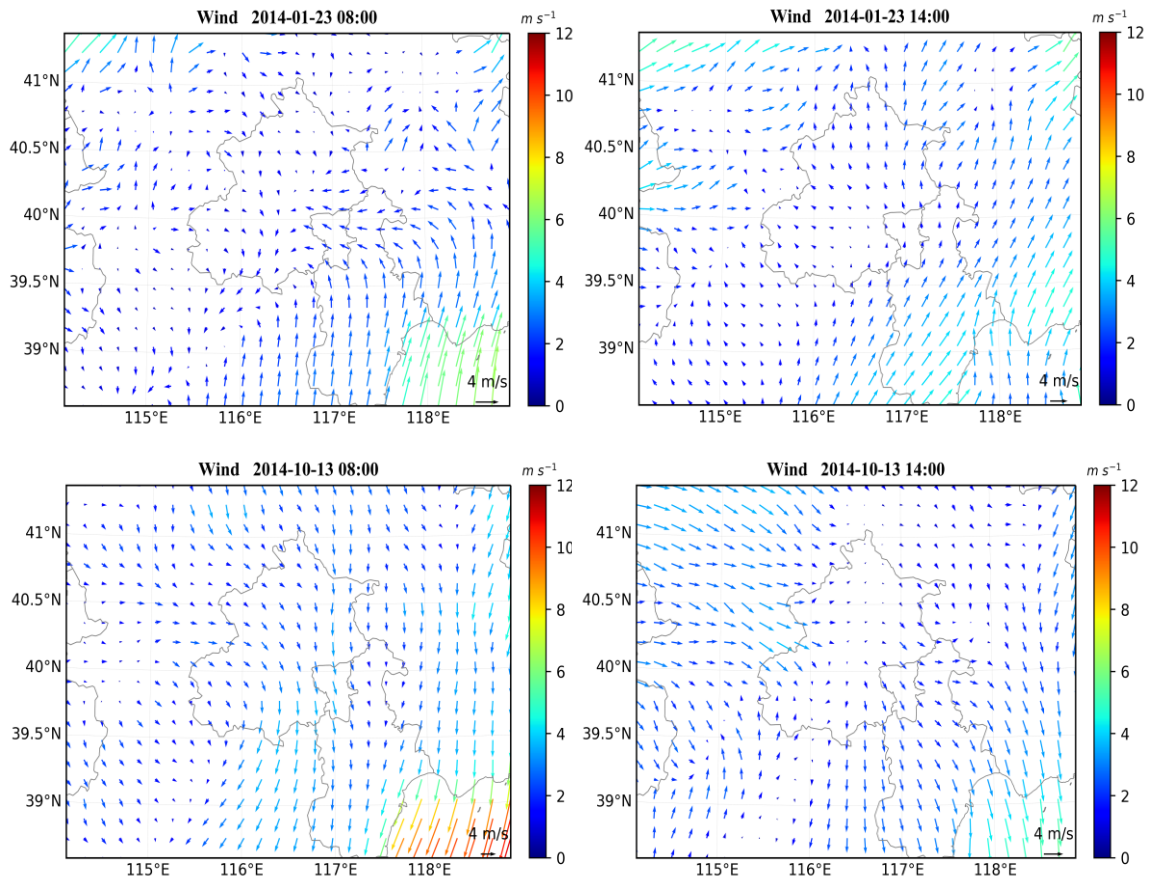 Wind 2014-01-23 08:00
m s⁻¹
41°N
40.5°N
40°N
39.5°N
39°N
115°E 116°E 117°E 118°E
4 m/s
12
10
8
6
4
2
0
Wind 2014-01-23 14:00
m s⁻¹
41°N
40.5°N
40°N
39.5°N
39°N
115°E 116°E 117°E 118°E
4 m/s
12
10
8
6
4
2
0
Wind 2014-10-13 08:00
m s⁻¹
41°N
40.5°N
40°N
39.5°N
39°N
115°E 116°E 117°E 118°E
4 m/s
12
10
8
6
4
2
0
Wind 2014-10-13 14:00
m s⁻¹
41°N
40.5°N
40°N
39.5°N
39°N
115°E 116°E 117°E 118°E
4 m/s
12
10
8
6
4
2
0